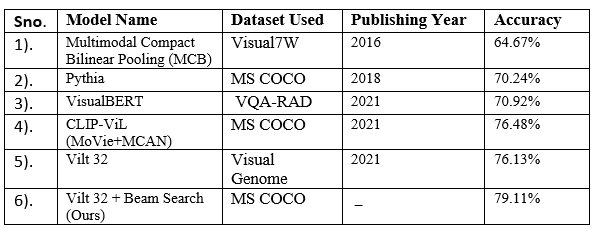 Sno. Model Name Dataset Used Publishing Year Accuracy
1). Multimodal Compact Visual7W 2016 64.67%
Bilinear Pooling (MCB)
2). Pythia MS COCO 2018 70.24%
3). VisualBERT VQA-RAD 2021 70.92%
4). CLIP-ViL MS COCO 2021 76.48%
(MoVie+MCAN)
5). Vilt 32 Visual 2021 76.13%
Genome
6). Vilt 32 + Beam Search MS COCO _ 79.11%
(Ours)